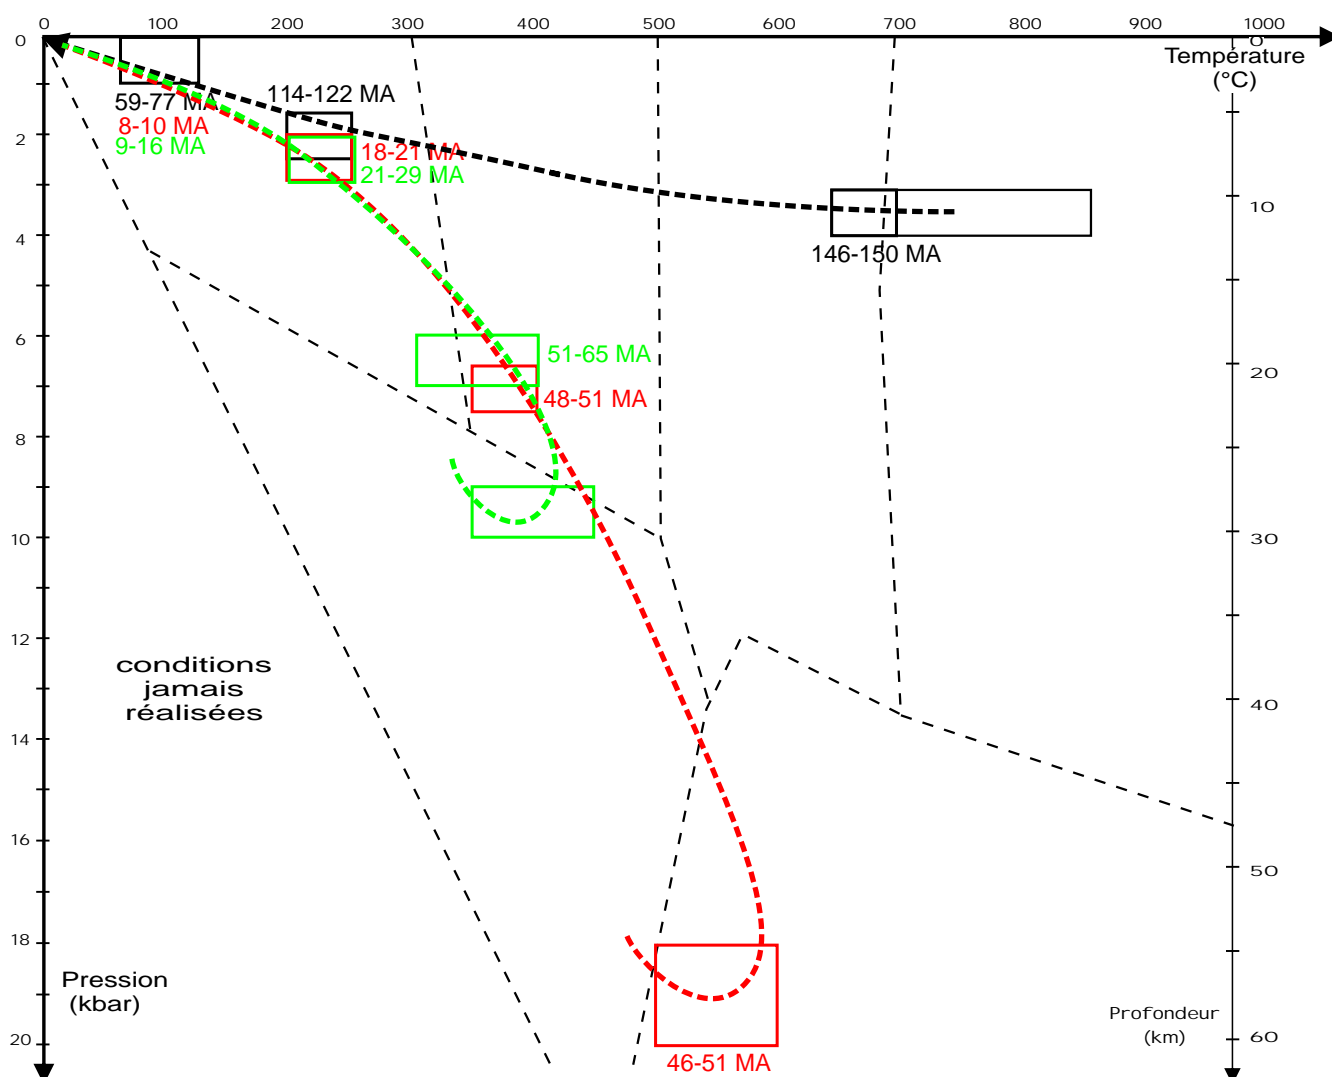 0 100 200 300 400 500 600 700 800 900 1000
0
0
Température
(°C)
59-77 MA
114-122 MA
8-10 MA
9-16 MA
2
18-21 MA
21-29 MA
10
4
146-150 MA
6
51-65 MA
20
48-51 MA
8
10
30
12
conditions
jamais
réalisées
40
14
16
50
18
Pression
(kbar)
Profondeur
(km)
20
60
46-51 MA